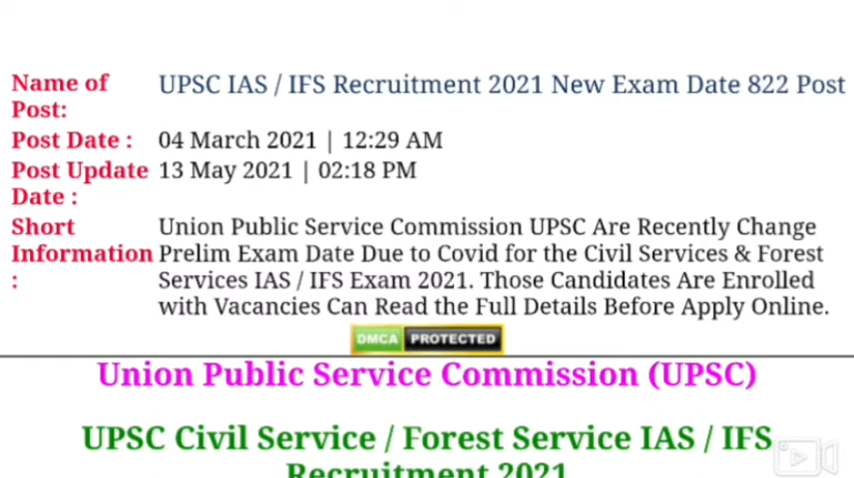 Name of UPSC IAS / IFS Recruitment 2021 New Exam Date 822 Post
Post:
Post Date : 04 March 2021 | 12:29 AM
Post Update 13 May 2021 | 02:18 PM
Date :
Short Union Public Service Commission UPSC Are Recently Change
Information Prelim Exam Date Due to Covid for the Civil Services & Forest
: Services IAS / IFS Exam 2021. Those Candidates Are Enrolled
with Vacancies Can Read the Full Details Before Apply Online.
DMCA PROTECTED
Union Public Service Commission (UPSC)
UPSC Civil Service / Forest Service IAS / IFS
Recruitment 2021